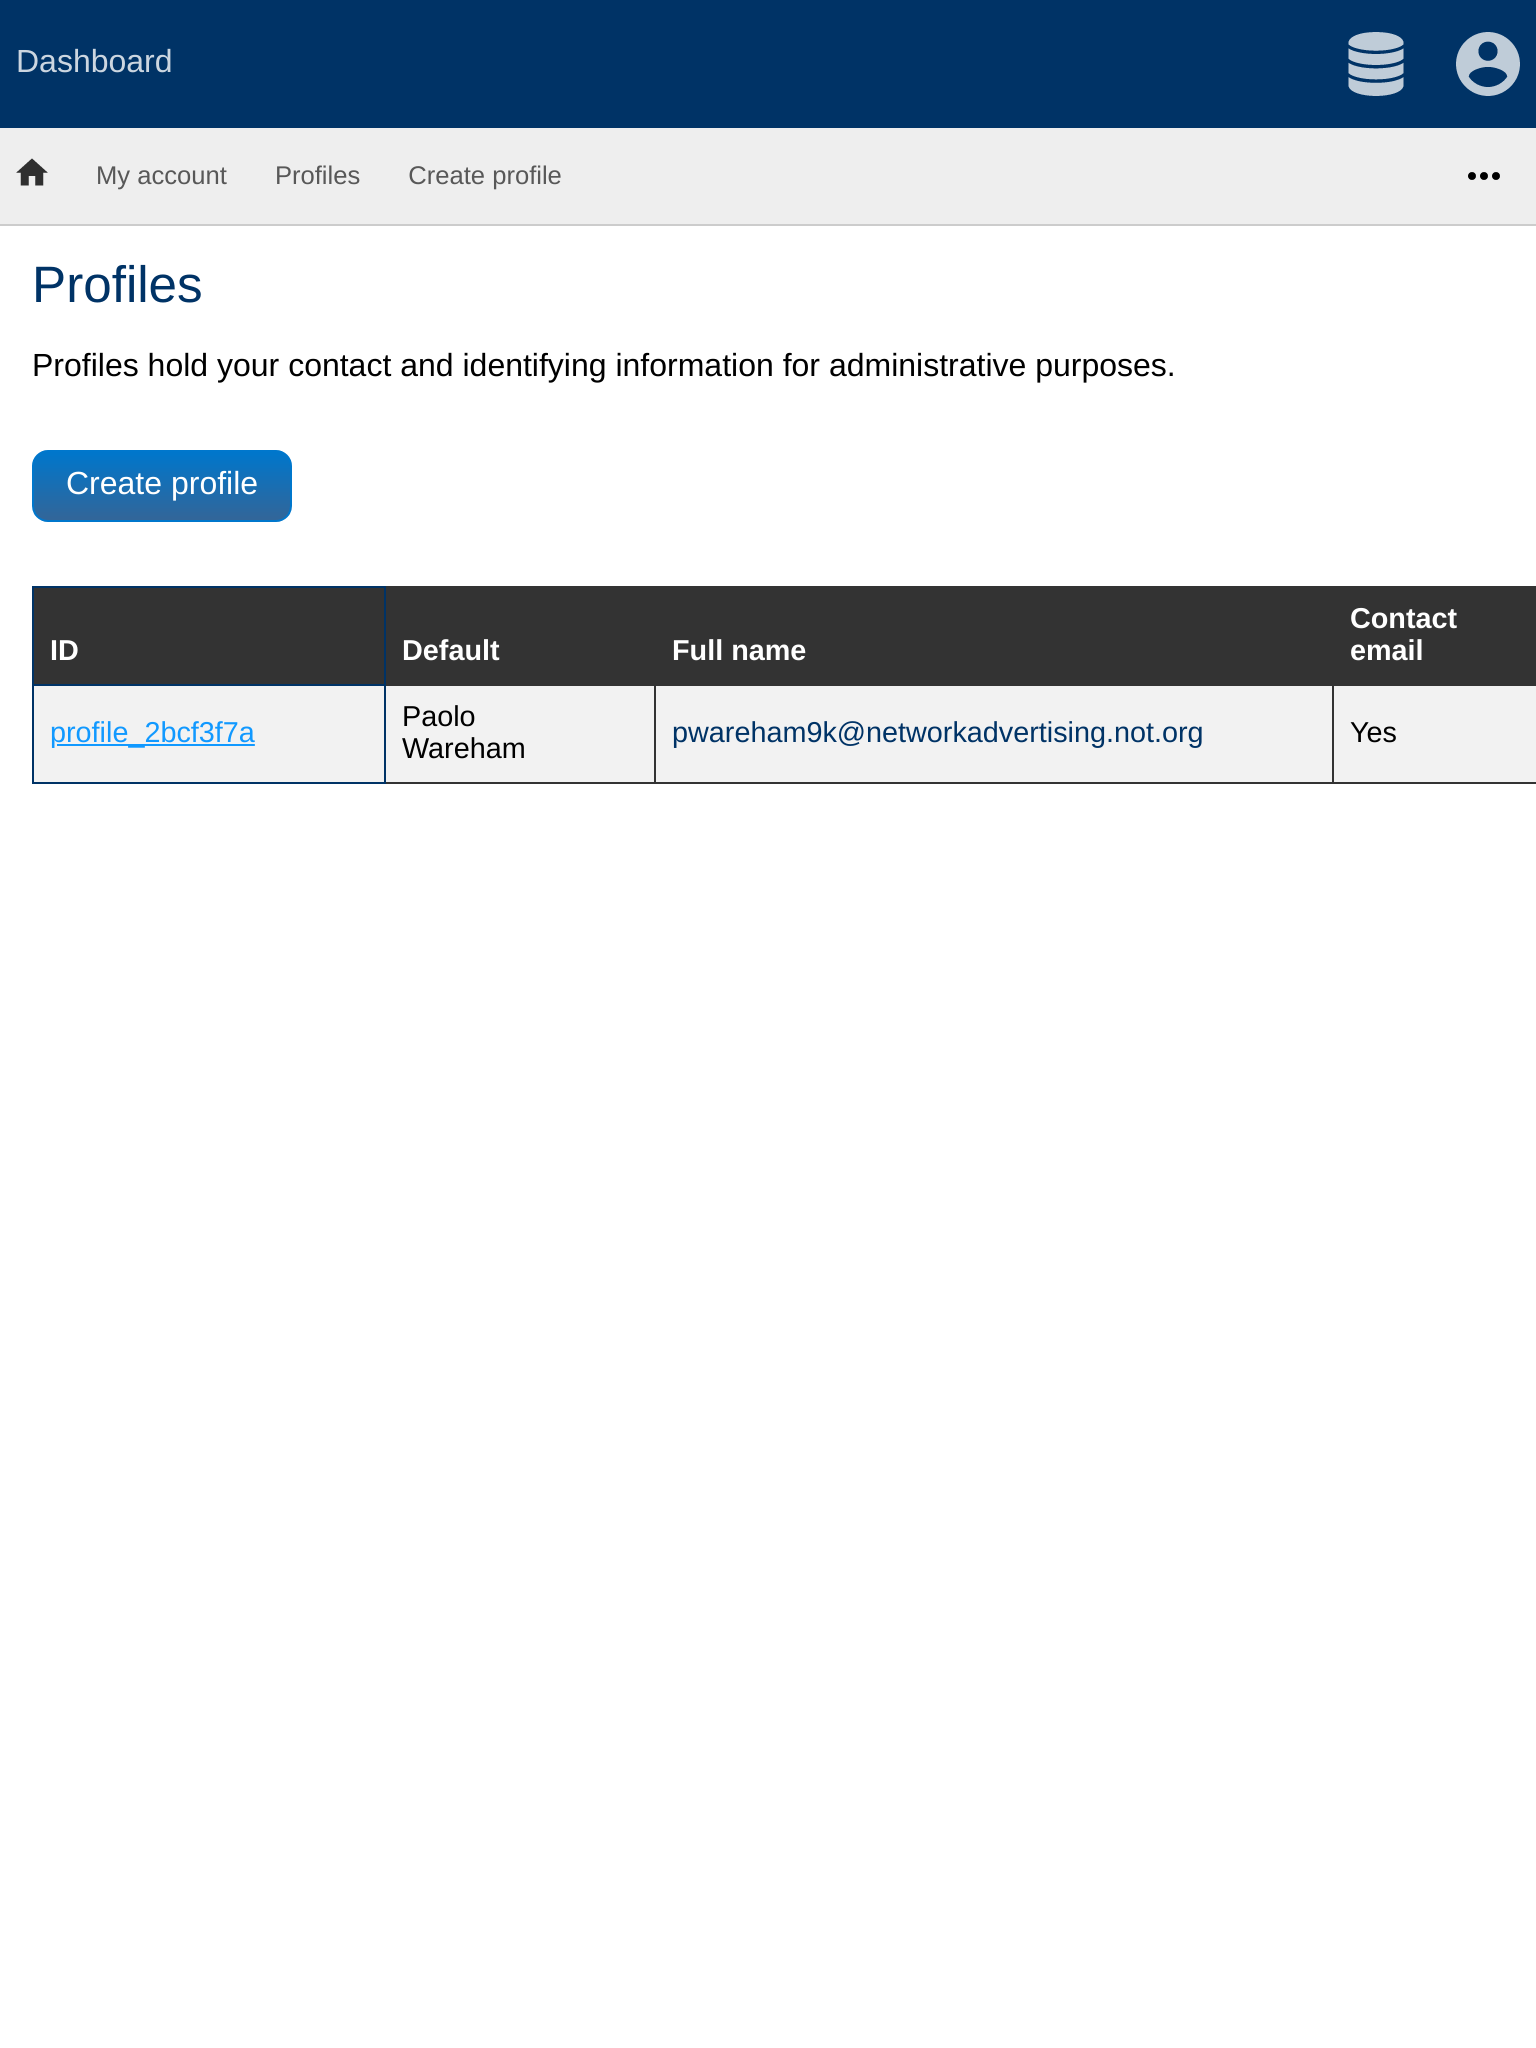 Dashboard
My account Profiles Create profile
Profiles
Profiles hold your contact and identifying information for administrative purposes.
Create profile
ID Default Full name Contact email
profile_2bcf3f7a Paolo Wareham pwareham9k@networkadvertising.not.org Yes